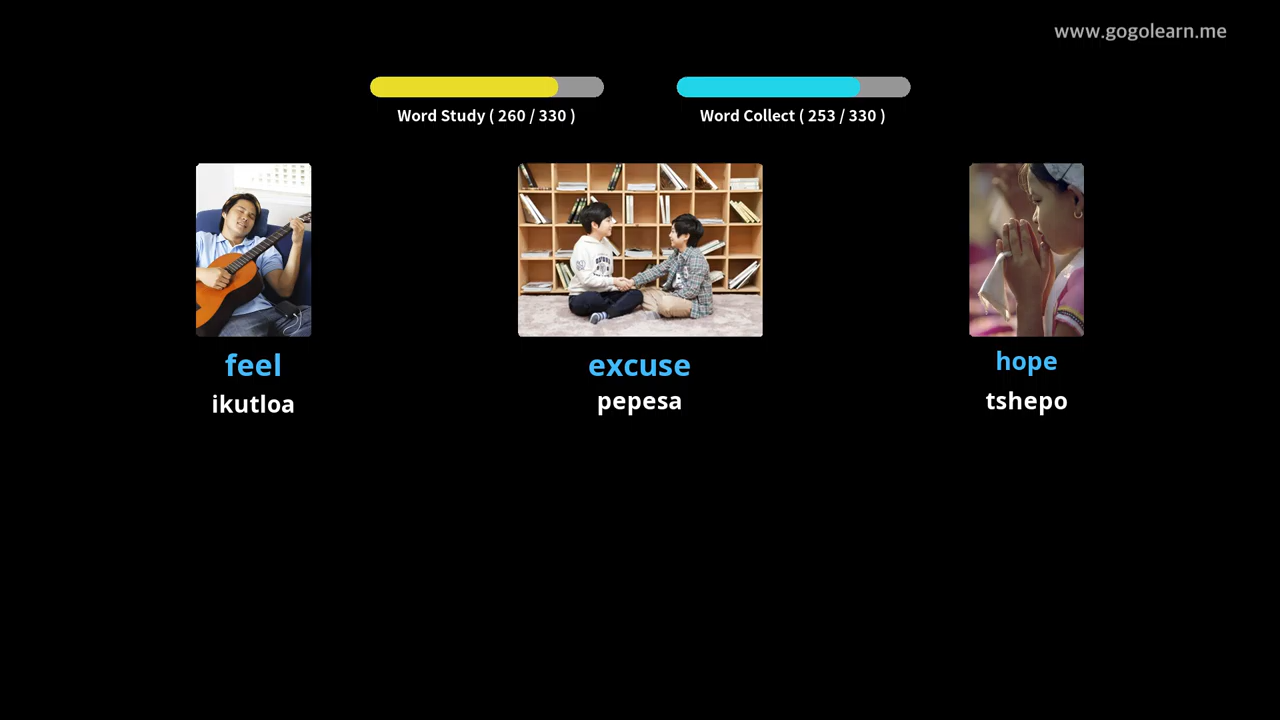 www.gogolearn.me
Word Study ( 260 / 330 )
Word Collect ( 253 / 330 )
feel
ikutloa
excuse
pepesa
hope
tshepo